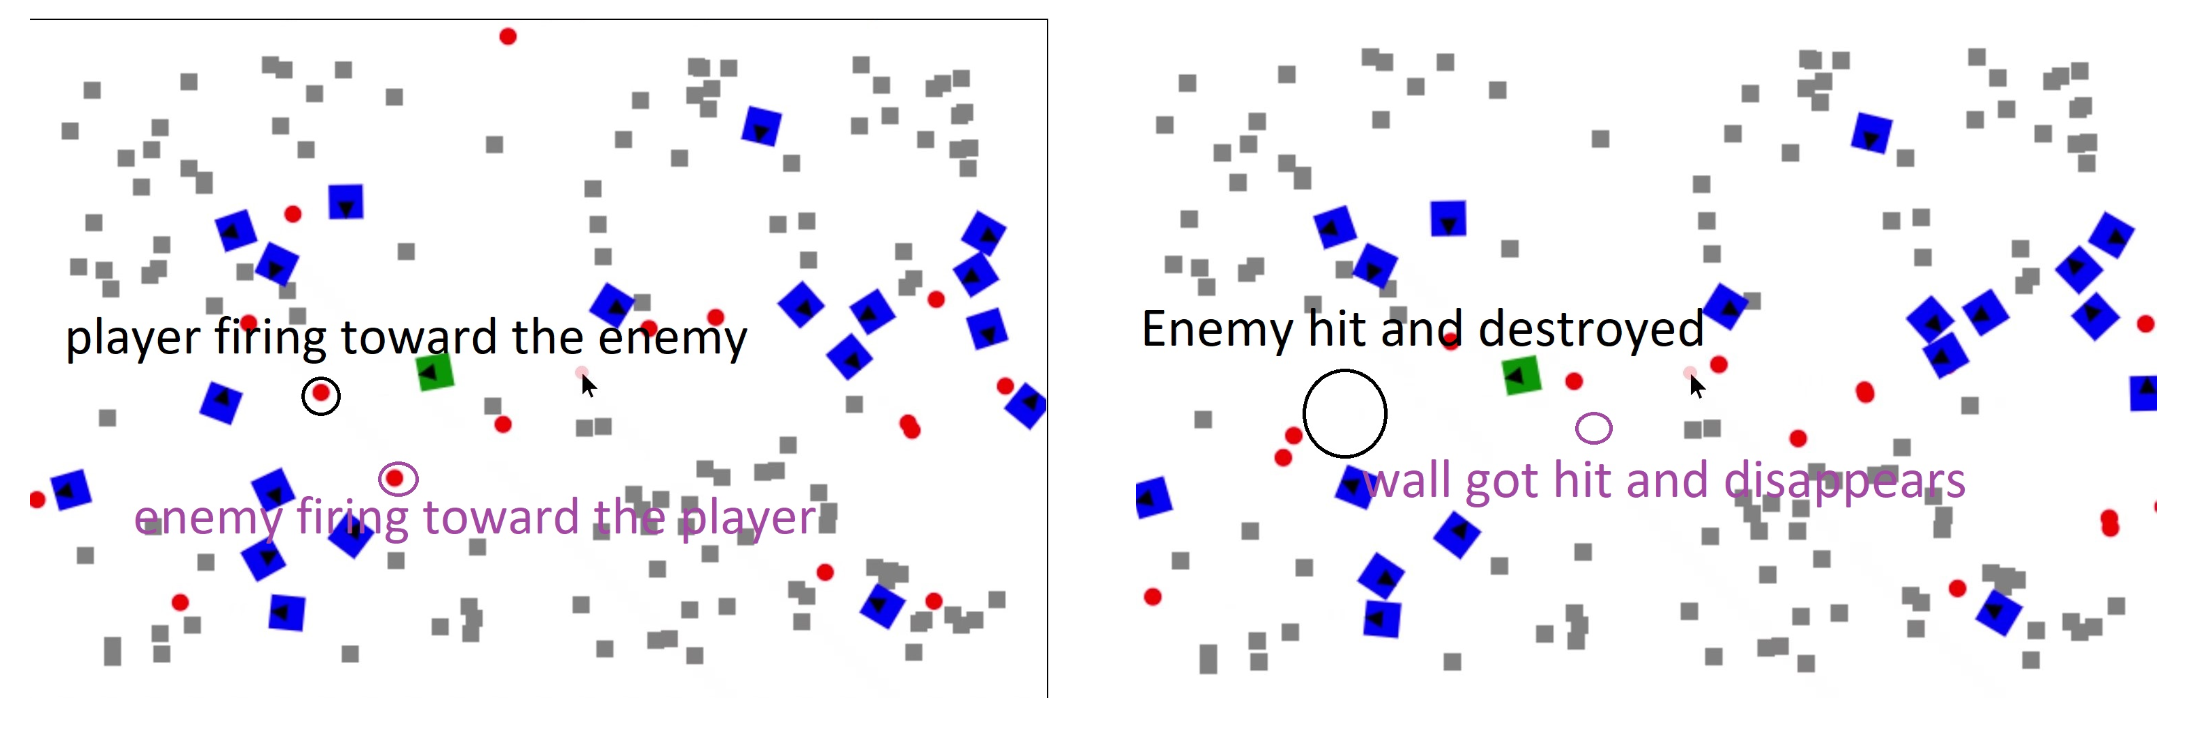 player firing toward the enemy
enemy firing toward the player
Enemy hit and destroyed
wall got hit and disappears